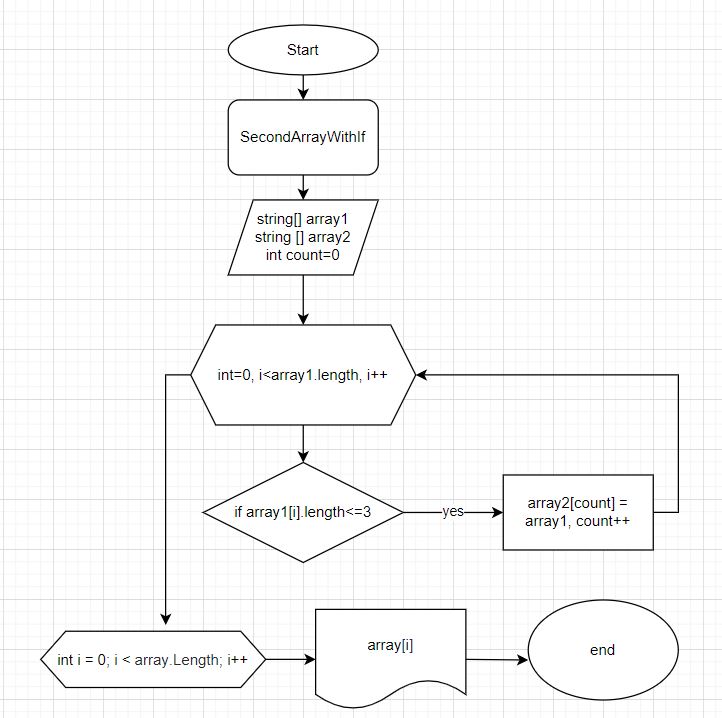 Start
SecondArrayWithIf
string[] array1
string [] array2
int count=0
int=0, i<array1.length, i++
if array1[i].length<=3
yes
array2[count] =
array1, count++
int i = 0; i < array.Length; i++
array[i]
end